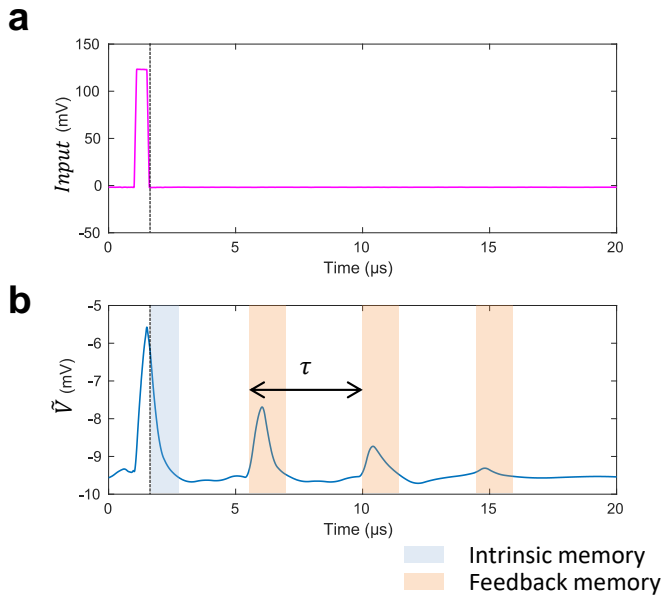 a
150
100
50
0
-50
Input (mV)
0 5 10 15 20
Time (µs)
b
-5
-6
-7
-8
-9
-10
Ṽ (mV)
τ
0 5 10 15 20
Time (µs)
Intrinsic memory
Feedback memory